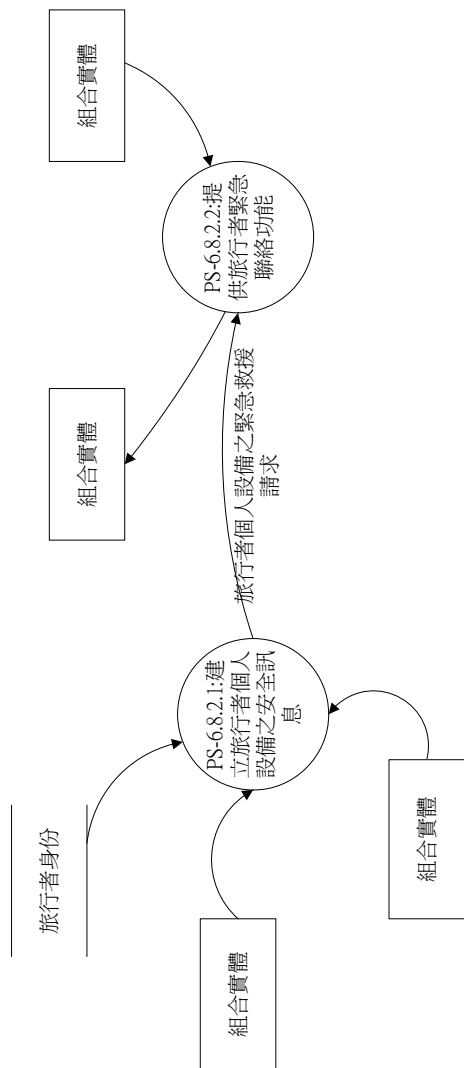 旅行者身份
組合實體
組合實體
PS-6.8.2.1:建
立旅行者個人
設備之安全訊
息
旅行者個人設備之緊急救援
請求
組合實體
PS-6.8.2.2:提
供旅行者緊急
聯絡功能
組合實體